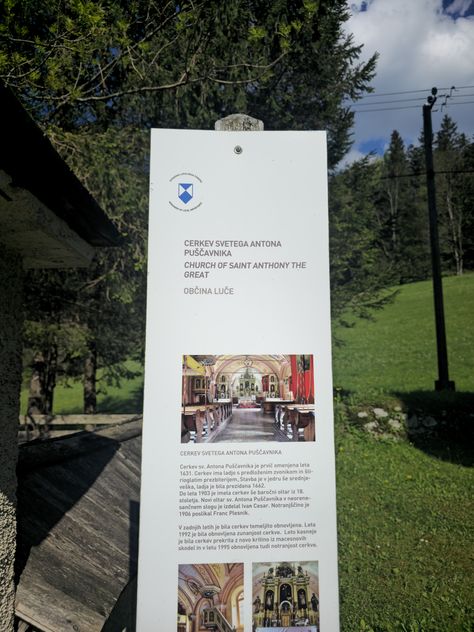 CERKEV SVETEGA ANTONA
PUŠČAVNIKA
CHURCH OF SAINT ANTHONY THE
GREAT
OBČINA LUČE
CERKEV SVETEGA ANTONA PUŠČAVNIKA
Cerkev sv. Antona Puščavnika je prvič omenjena leta
1631. Cerkev ima ladjo s predloženim zvonikom in šti-
rioglatim prezbiterijem. Stavba je v jedru še srednje-
veška, ladja je bila prezidana 1662.
Do leta 1903 je imela cerkev še baročni oltar iz 18.
stoletja. Novi oltar sv. Antona Puščavnika v neorene-
sančnem slogu je izdelal Ivan Cesar. Notranjščino je
1906 poslikal Franc Plesnik.
V zadnjih letih je bila cerkev temeljito obnovljena. Leta
1992 je bila obnovljena zunanjost cerkve. Leto kasneje
je bila cerkev prekrita z novo kritino iz macesnovih
skodel in v letu 1995 obnovljena tudi notranjost cerkve.